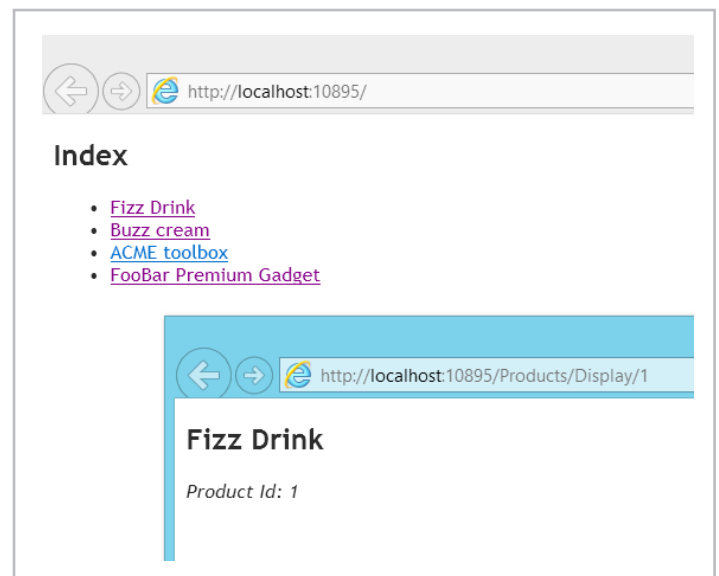 http://localhost:10895/
Index
• Fizz Drink
• Buzz cream
• ACME toolbox
• FooBar Premium Gadget
http://localhost:10895/Products/Display/1
Fizz Drink
Product Id: 1